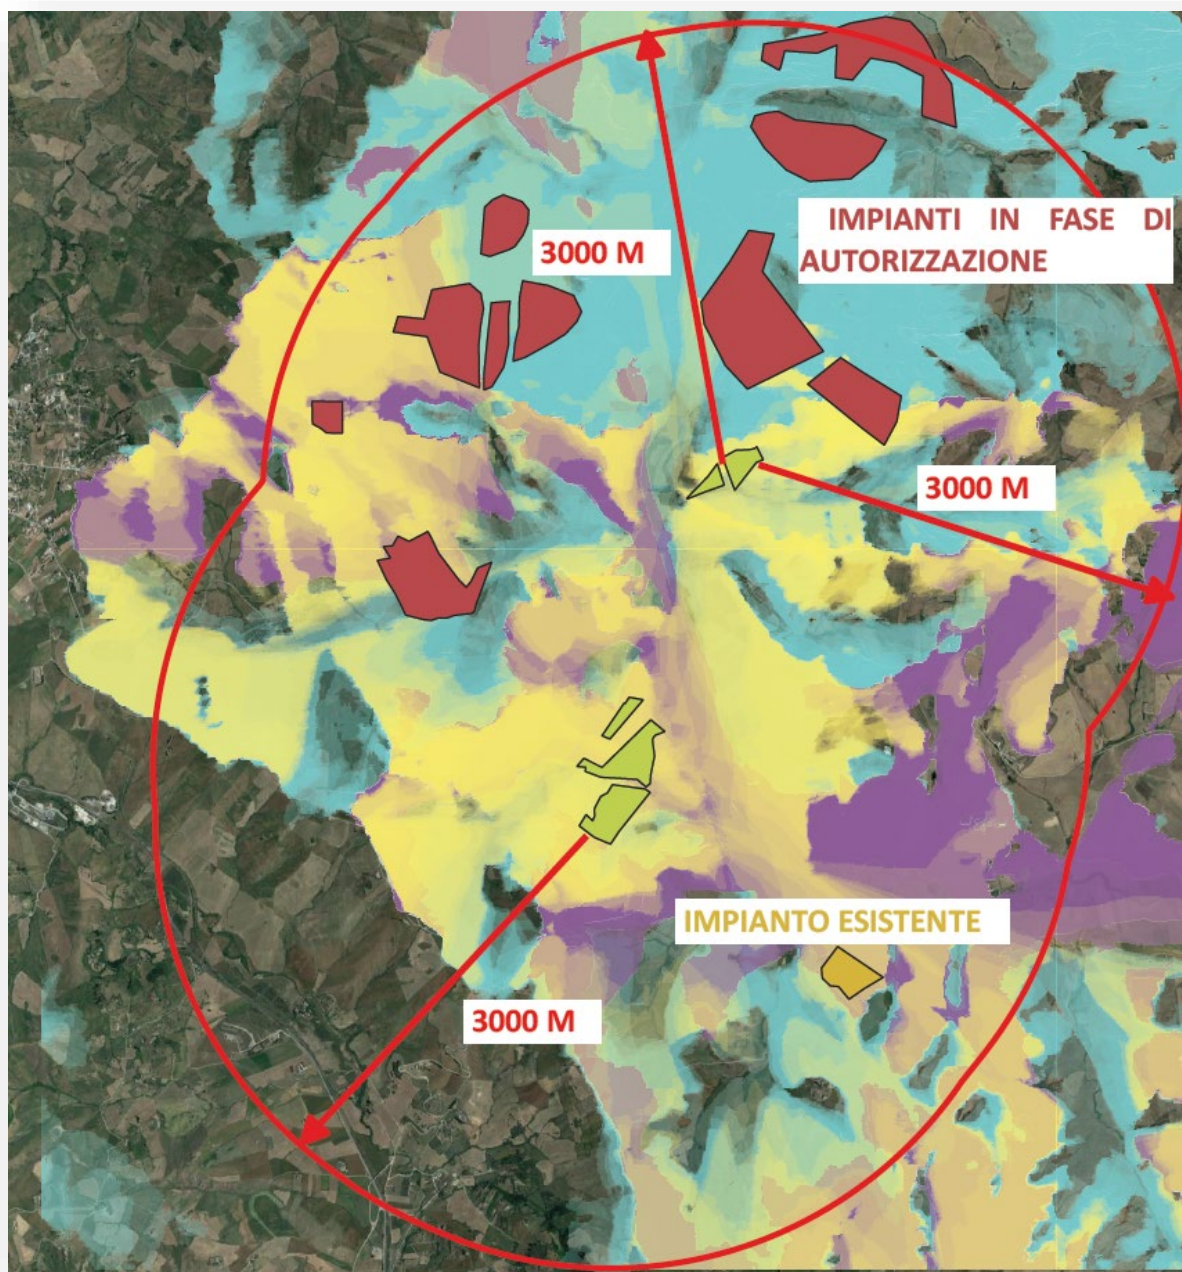 IMPIANTI IN FASE DI
AUTORIZZAZIONE
3000 M
3000 M
IMPIANTO ESISTENTE
3000 M